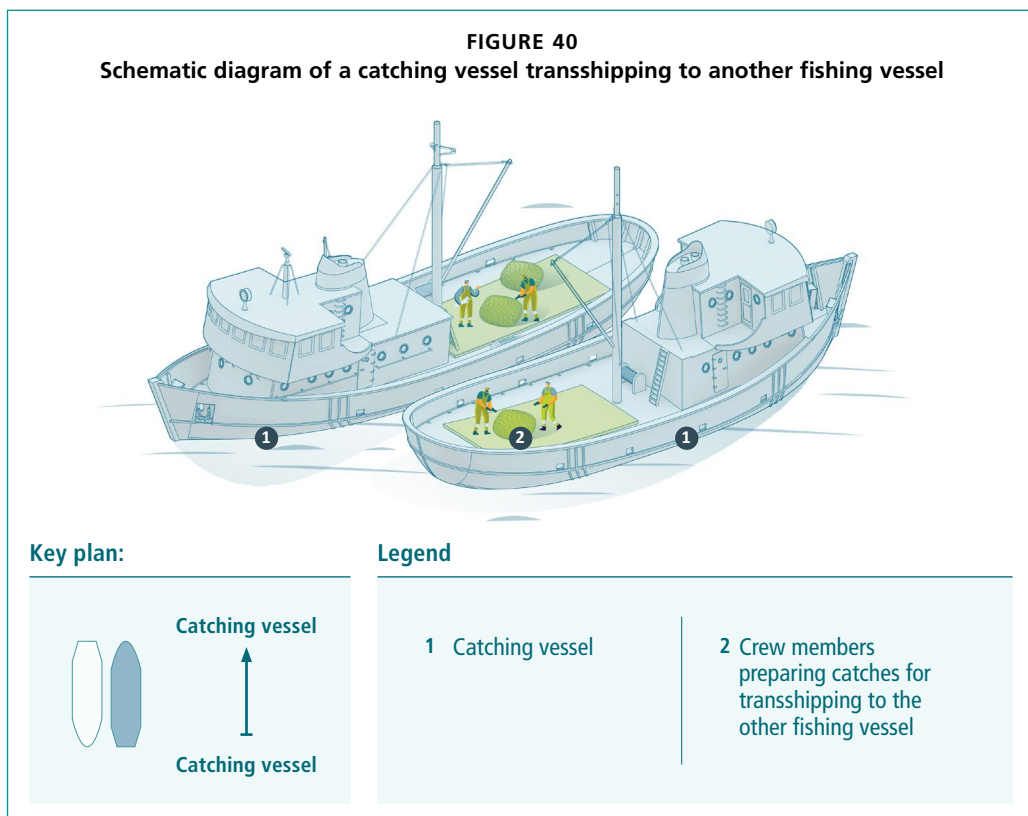 FIGURE 40
Schematic diagram of a catching vessel transshipping to another fishing vessel
1
2
1
Key plan:
Catching vessel
Catching vessel
Legend
1 Catching vessel
2 Crew members
preparing catches for
transshipping to the
other fishing vessel